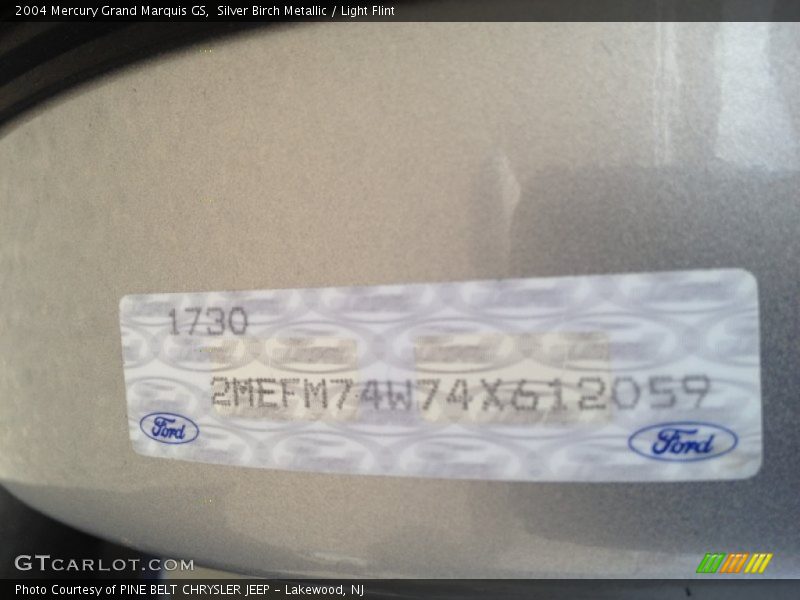 2004 Mercury Grand Marquis GS,  Silver Birch Metallic / Light Flint
1730
2MEFM74W74X612059
Ford
Ford
GTCARLOT.COM
Photo Courtesy of PINE BELT CHRYSLER JEEP - Lakewood, NJ